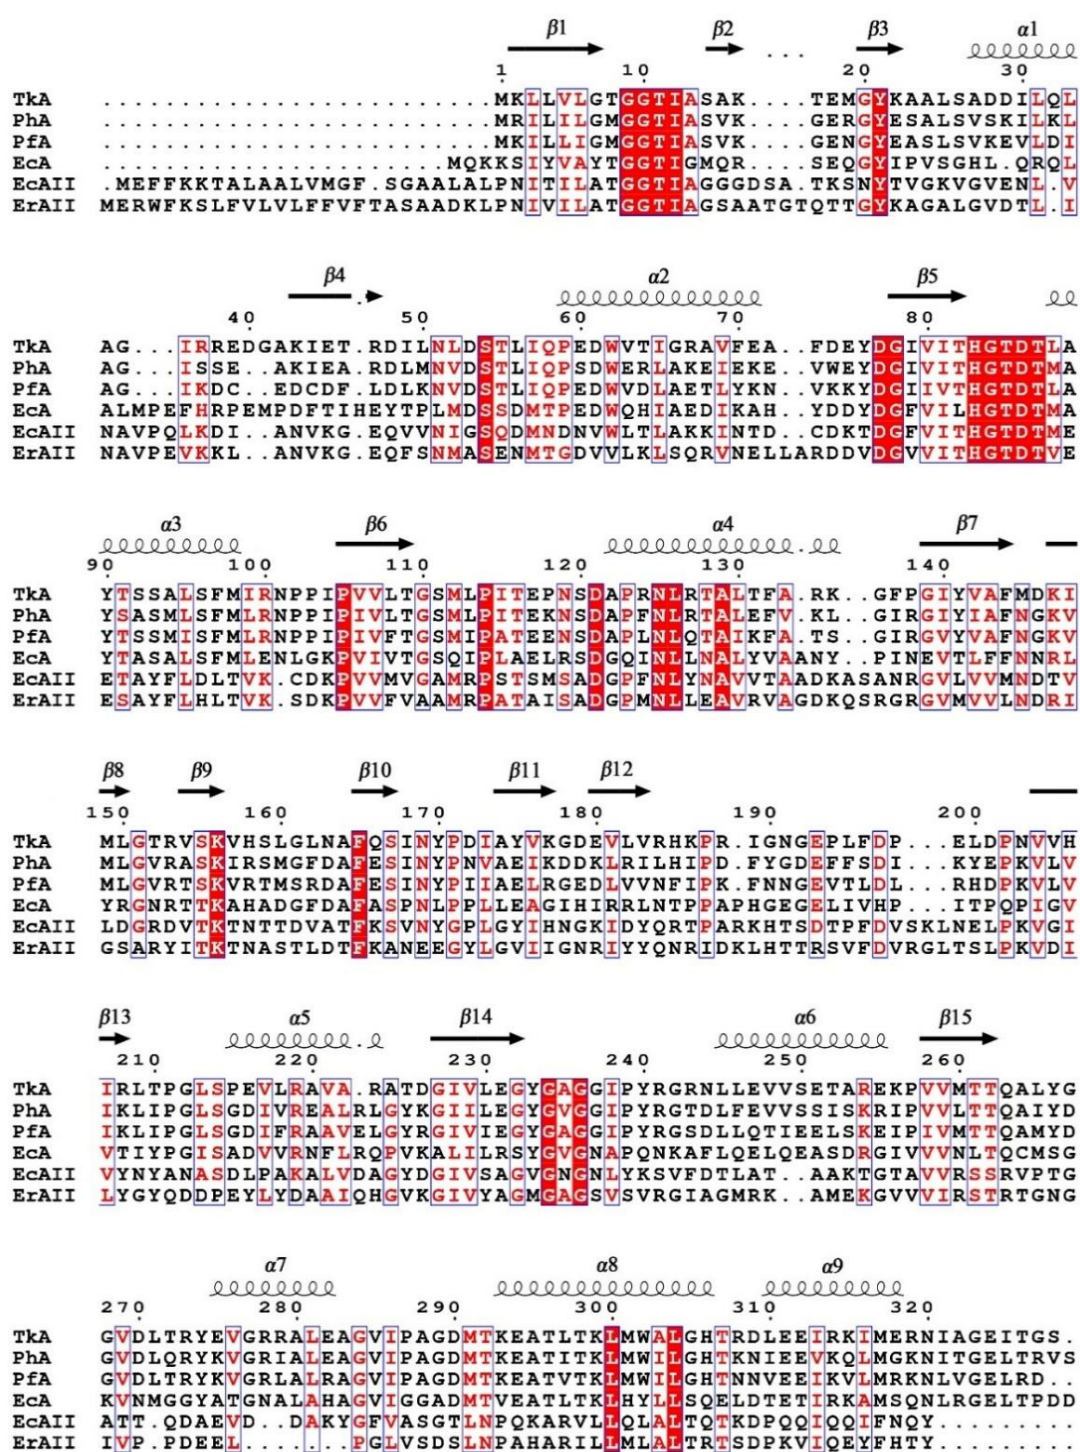 β1 β2 ... β3 α1
1 10 20 30
TkA ...............................MKLLVLGTGGTIASAK....TEMGYKAALSADDILQL
PhA ...............................MRILILGMGGTIASVK....GERGYESALSVSKILKL
PfA ...............................MKILLIGMGGTIASVK....GENGYEASLSVKEVLDI
EcA ............................MQKKSIYVAYTGGTIGMQR....SEQGYIPVSGHL.QRQL
EcAII .MEFFKKTALAALVMGF.SGAALALPNITILATGGTIAGGGDSA.TKSNYTVGKVGVENL.V
ErAII MERWFKSLFVLVLFFVFTASAADKLPNIVILATGGTIAGSAATGTQTTGYKAGALGVDTL.I
β4 . α2 β5
40 50 60 70 80
TkA AG...IRREDGAKIET.RDILNLDSTLIQPEDWVTIGRAVFEA..FDEYDGIVITHGTDTLA
PhA AG...ISSE..AKIEA.RDLMNVDSTLIQPSDWERLAKEIEKE..VWEYDGIVITHGTDTMA
PfA AG...IKDC..EDCDF.LDLKNVDSTLIQPEDWVDLAETLYKN..VKKYDGIIVTHGTDTLA
EcA ALMPEFHRPEMPDFTIHEYTPLMDSSDMTPEDWQHIAEDIKAH..YDDYDGFVILHGTDTMA
EcAII NAVPQLKDI..ANVKG.EQVVNIGSQDMNDNVWLTLAKKINTD..CDKTDGFVITHGTDTME
ErAII NAVPEVKKL..ANVKG.EQFSNMASENMTGDVVLKLSQRVNELLARDDVDGVVITHGTDTVE
α3 β6 α4 . β7
90 100 110 120 130 140
TkA YTSSALSFMIRNPPIPVVLTGSMLPITEPNSDAPRNLRTALTFA.RK..GFPGIYVAFMDKI
PhA YSASMLSFMLRNPPIPIVLTGSMLPITEKNSDAPFNLRTALEFV.KL..GIRGIYIAFNGKV
PfA YTSSMISFMLRNPPIPIVFTGSMIPATEENSDAPLNLQTAIKFA.TS..GIRGVYVAFNGKV
EcA YTASALSFMLENLGKPVIVTGSQIPLAELRSDGQINLLNALYVAANY..PINEVTLFFNNRL
EcAII ETAYFLDLTVK.CDKPVVMVGAMRPSTSMSADGPFNLYNAVVTAADKASANRGVLVVMNDTV
ErAII ESAYFLHLTVK.SDKPVVFVAAMRPATAISADGPMNLLEAVRVAGDKQSRGRGVMVVLNDRI
β8 β9 β10 β11 β12
150 160 170 180 190 200
TkA MLGTRVSKVHSLGLNAFQSINYPDIAYVKGDEVLVRHKPR.IGNGEPLFDP...ELDPNVVH
PhA MLGVRASKIRSMGFDAFESINYPNVAEIKDDKLRILHIPD.FYGDEFFSDI...KYEPKVLV
PfA MLGVRTSKVRTMSRDAFESINYPIIAELRGEDLVVNFIPK.FNNGEVTLDL...RHDPKVLV
EcA YRGNRTTKAHADGFDAFASPNLPPLLEAGIHIRRLNTPPAPHGEGELIVHP...ITPQPIGV
EcAII LDGRDVTKTNTTDVATFKSVNYGPLGYIHNGKIDYQRTPARKHTSDTPFDVSKLNELPKVGI
ErAII GSARYITKTNASTLDTFKANEEGYLGVIIGNRIYYQNRIDKLHTTRSVFDVRGLTSLPKVDI
β13 α5 . β14 α6 β15
210 220 230 240 250 260
TkA IRLTPGLSPEVLRAVA.RATDGIVLEGYGAGGIPYRGRNLLEVVSETAREKPVVMTTQALYG
PhA IKLIPGLSGDIVREALRLGYKGIILEGYGVGGIPYRGTDLFEVVSSISKRIPVVLTTQAIYD
PfA IKLIPGLSGDIFRAAVELGYRGIVIEGYGAGGIPYRGSDLLQTIEELSKEIPIVMTTQAMYD
EcA VTIYPGISADVVRNFLRQPVKALILRSYGVGNAPQNKAFLQELQEASDRGIVVVNLTQCMSG
EcAII VYNYANASDLPAKALVDAGYDGIVSAGVGNGNLYKSVFDTLAT..AAKTGTAVVRSSRVPTG
ErAII LYGYQDDPEYLYDAAIQHGVKGIVYAGMGAGSVSVRGIAGMRK..AMEKGVVVIRSTRTGNG
α7 α8 α9
270 280 290 300 310 320
TkA GVDLTRYEVGRRALEAGVIPAGDMTKEATLTKLMWALGHTRDLEEIRKIMERNIAGEITGS.
PhA GVDLQRYKVGRIALEAGVIPAGDMTKEATITKLMWILGHTKNIEEVKQLMGKNITGELTRVS
PfA GVDLTRYKVGRLALRAGVIPAGDMTKEATVTKLMWILGHTNNVEEIKVLMRKNLVGELRD..
EcA KVNMGGYATGNALAHAGVIGGADMTVEATLTKLHYLLSQELDTETIRKAMSQNLRGELTPDD
EcAII ATT.QDAEVD..DAKYGFVASGTLNPQKARVLLQLALTQTKDPQQIQQIFNQY.........
ErAII IVP.PDEEL.....PGLVSDSLNPAHARILLMLALTRTSDPKVIQEYFHTY.........